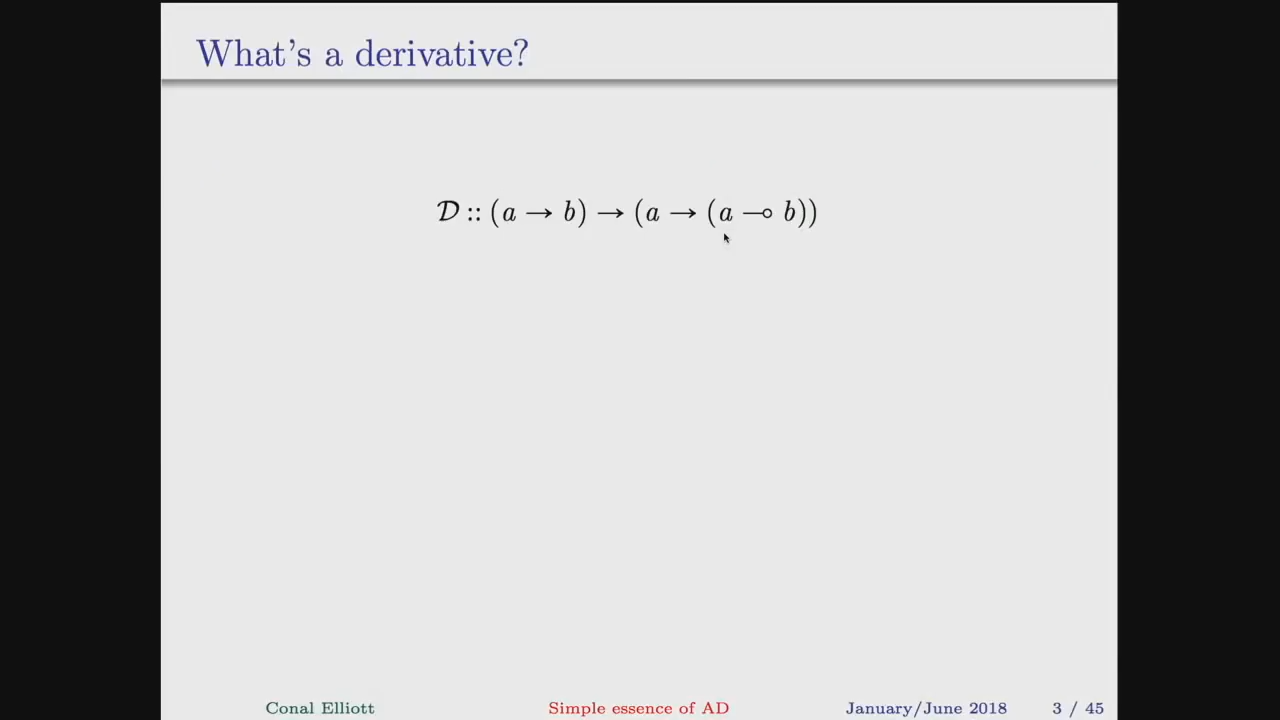 What's a derivative?
𝒟 :: (a → b) → (a → (a ⊸ b))
Conal Elliott Simple essence of AD January/June 2018 3 / 45